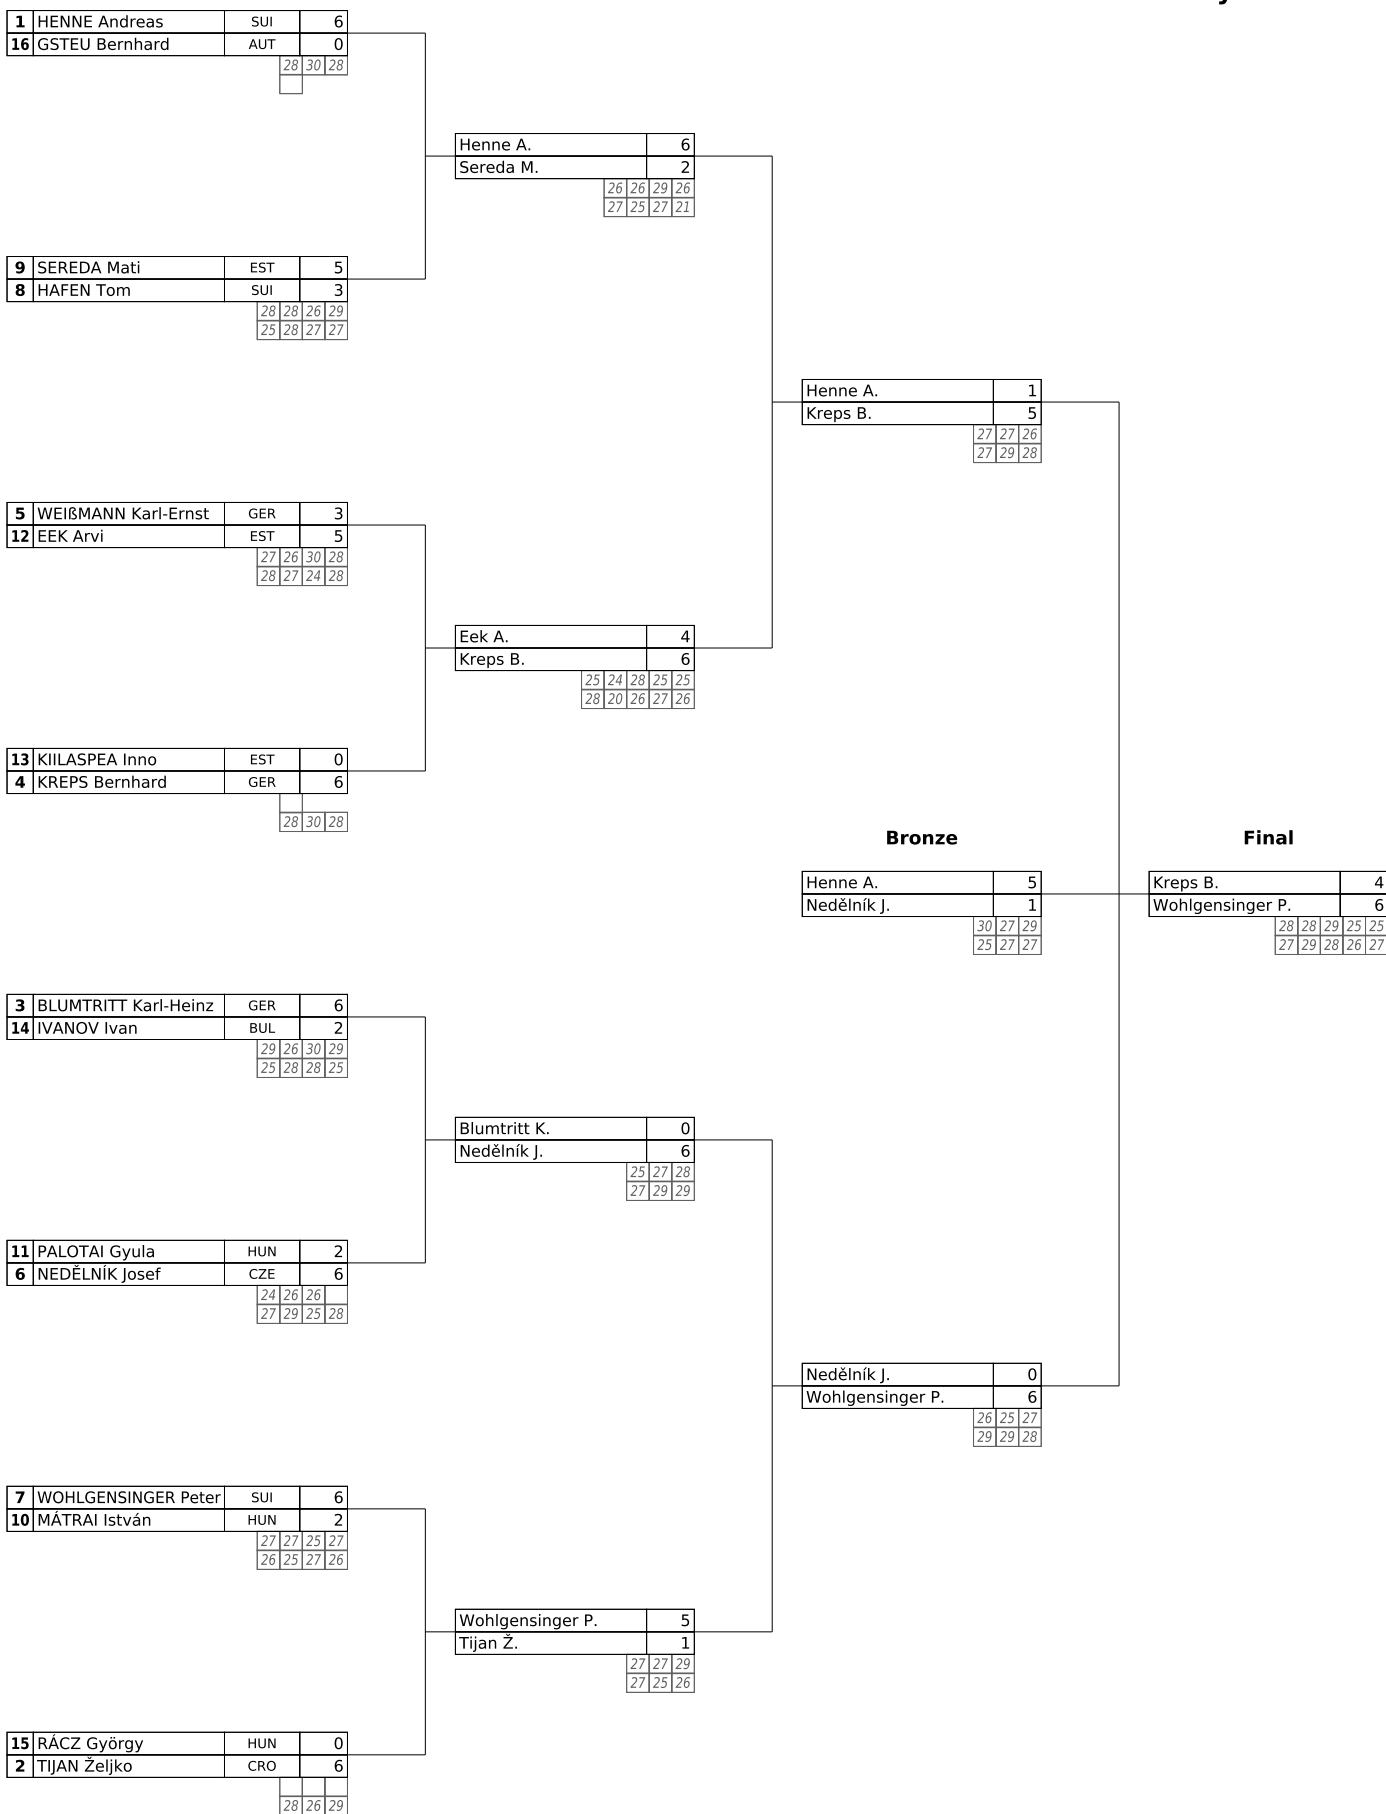 1 HENNE Andreas SUI 6
16 GSTEU Bernhard AUT 0
28 30 28
Henne A. 6
Sereda M. 2
26 26 29 26
27 25 27 21
9 SEREDA Mati EST 5
8 HAFEN Tom SUI 3
28 28 26 29
25 28 27 27
Henne A. 1
Kreps B. 5
27 27 26
27 29 28
5 WEIßMANN Karl-Ernst GER 3
12 EEK Arvi EST 5
27 26 30 28
28 27 24 28
Eek A. 4
Kreps B. 6
25 24 28 25 25
28 20 26 27 26
13 KIILASPEA Inno EST 0
4 KREPS Bernhard GER 6
28 30 28
Bronze
Henne A. 5
Nedělník J. 1
30 27 29
25 27 27
Final
Kreps B. 4
Wohlgensinger P. 6
28 28 29 25 25
27 29 28 26 27
3 BLUMTRITT Karl-Heinz GER 6
14 IVANOV Ivan BUL 2
29 26 30 29
25 28 28 25
Blumtritt K. 0
Nedělník J. 6
25 27 28
27 29 29
11 PALOTAI Gyula HUN 2
6 NEDĚLNÍK Josef CZE 6
24 26 26
27 29 25 28
Nedělník J. 0
Wohlgensinger P. 6
26 25 27
29 29 28
7 WOHLGENSINGER Peter SUI 6
10 MÁTRAI István HUN 2
27 27 25 27
26 25 27 26
Wohlgensinger P. 5
Tijan Ž. 1
27 27 29
27 25 26
15 RÁCZ György HUN 0
2 TIJAN Željko CRO 6
28 26 29